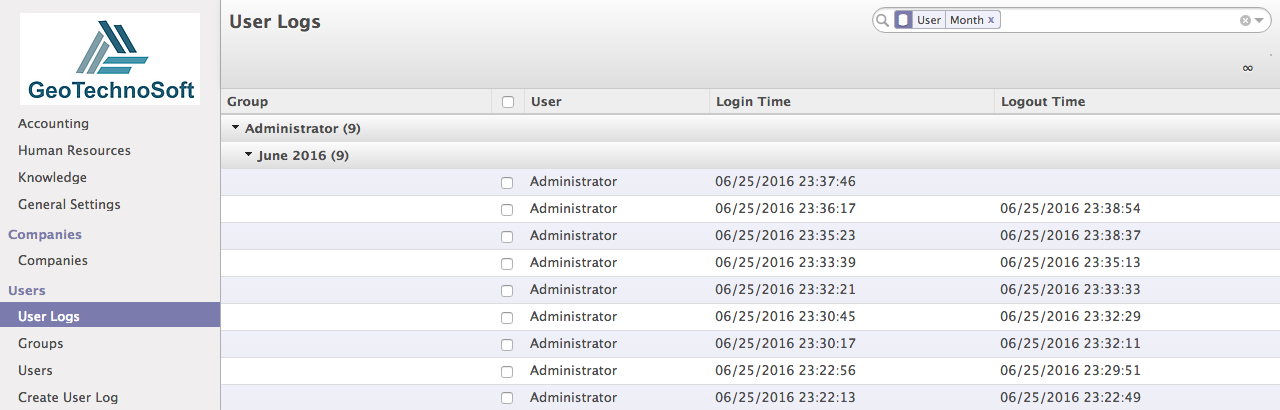 GeoTechnoSoft
Accounting
Human Resources
Knowledge
General Settings
Companies
Companies
Users
User Logs
Groups
Users
Create User Log
User Logs
User Month x
∞
Group User Login Time Logout Time
Administrator (9)
June 2016 (9)
Administrator 06/25/2016 23:37:46
Administrator 06/25/2016 23:36:17 06/25/2016 23:38:54
Administrator 06/25/2016 23:35:23 06/25/2016 23:38:37
Administrator 06/25/2016 23:33:39 06/25/2016 23:35:13
Administrator 06/25/2016 23:32:21 06/25/2016 23:33:33
Administrator 06/25/2016 23:30:45 06/25/2016 23:32:29
Administrator 06/25/2016 23:30:17 06/25/2016 23:32:11
Administrator 06/25/2016 23:22:56 06/25/2016 23:29:51
Administrator 06/25/2016 23:22:13 06/25/2016 23:22:49